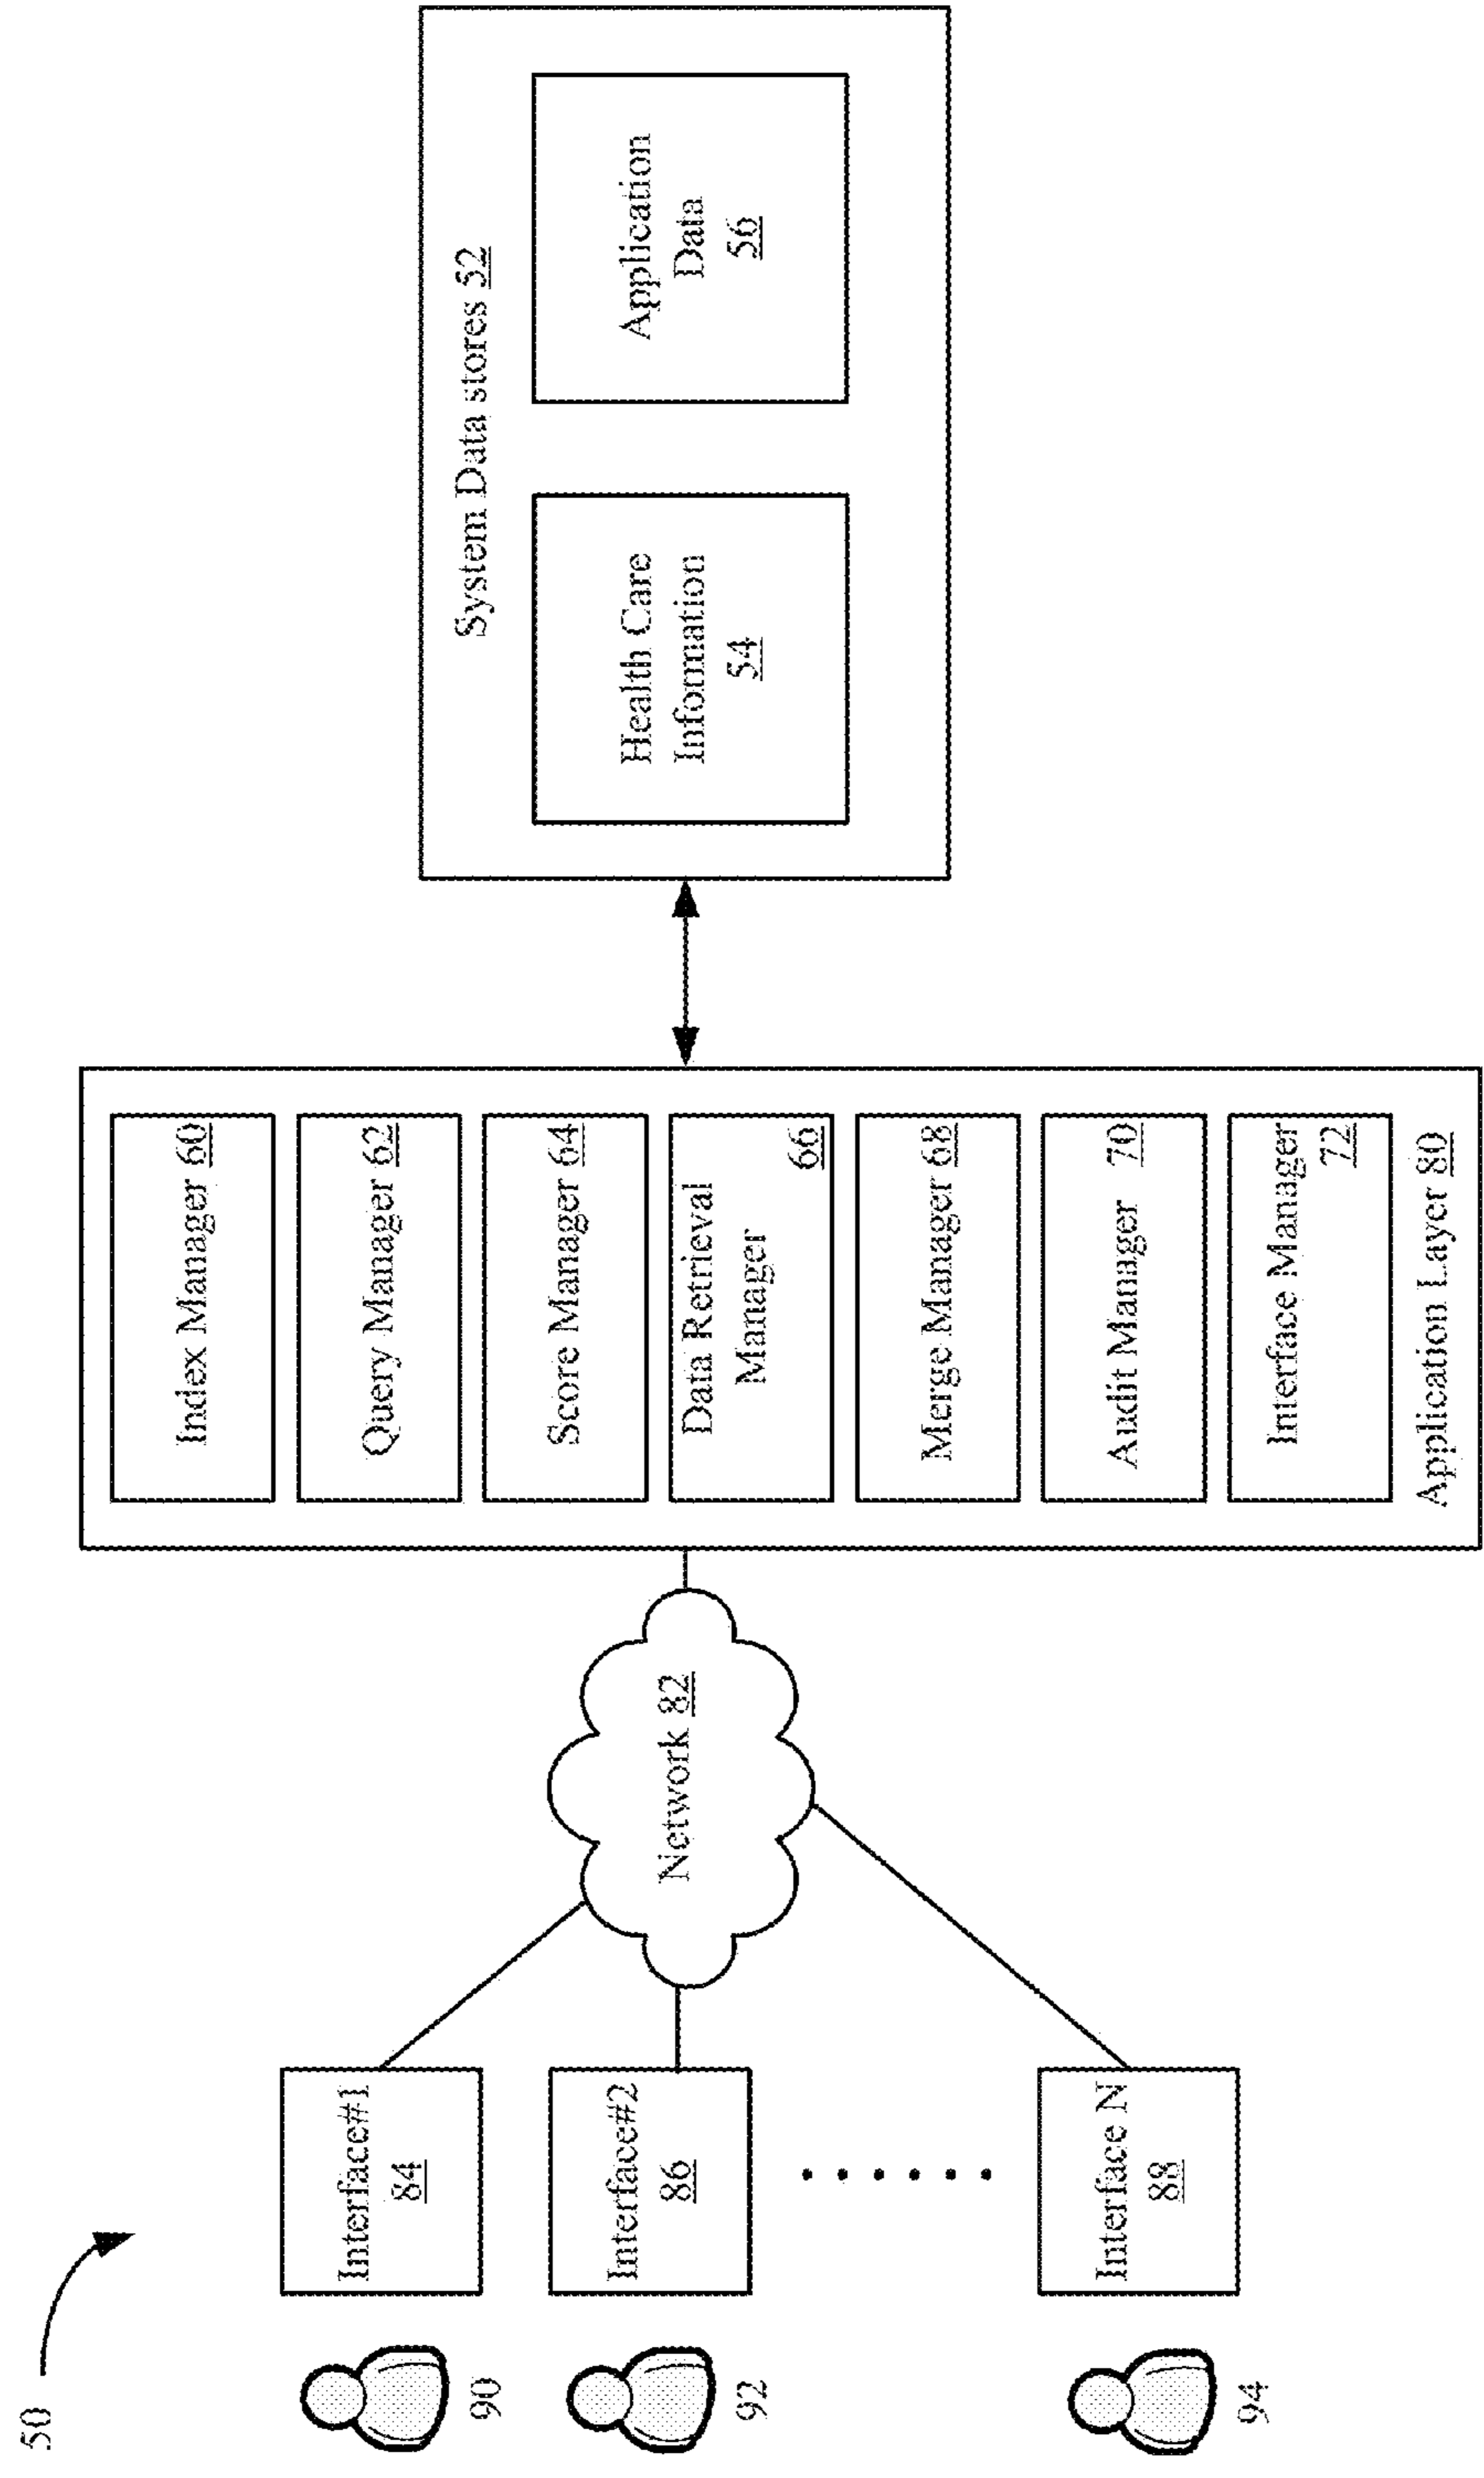 50
90
Interface#1
84
92
Interface#2
86
94
Interface N
88
Network 82
Index Manager 60
Query Manager 62
Score Manager 64
Data Retrieval
Manager
66
Merge Manager 68
Audit Manager 70
Interface Manager
72
Application Layer 80
System Data stores 52
Health Care
Information
54
Application
Data
56